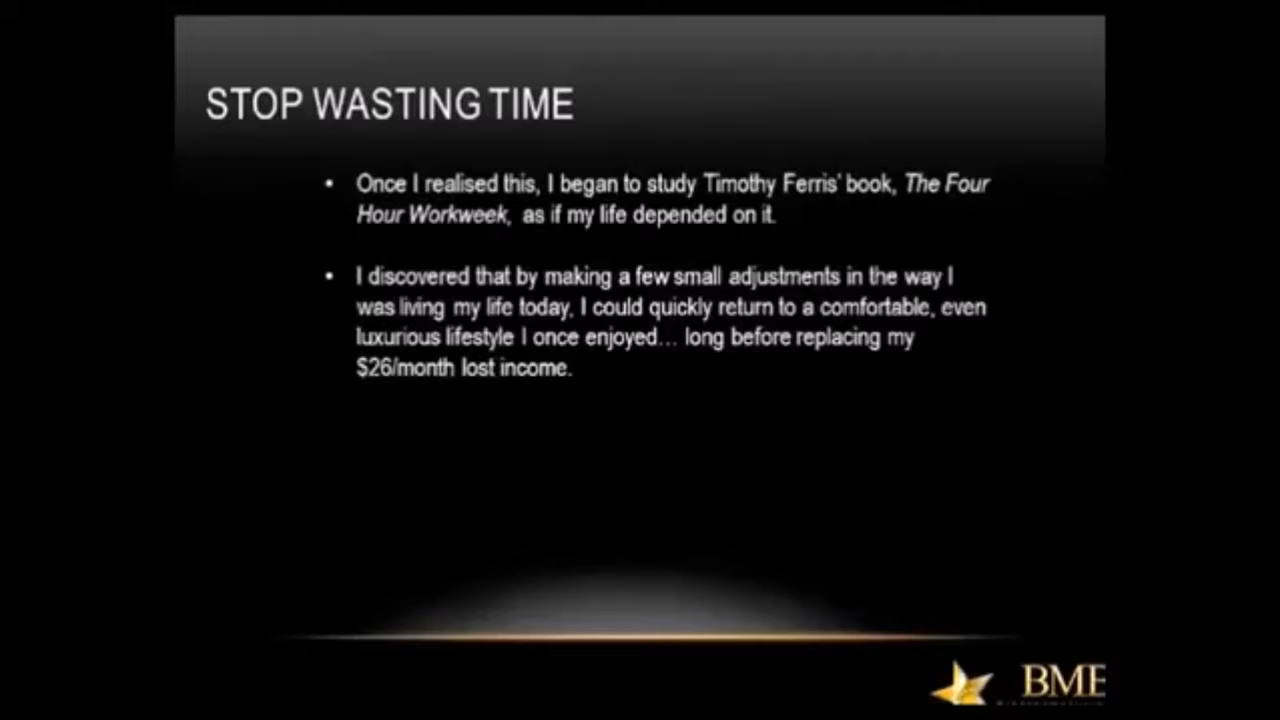 STOP WASTING TIME
• Once I realised this, I began to study Timothy Ferris' book, The Four
Hour Workweek, as if my life depended on it.
• I discovered that by making a few small adjustments in the way I
was living my life today, I could quickly return to a comfortable, even
luxurious lifestyle I once enjoyed... long before replacing my
$26/month lost income.
BME